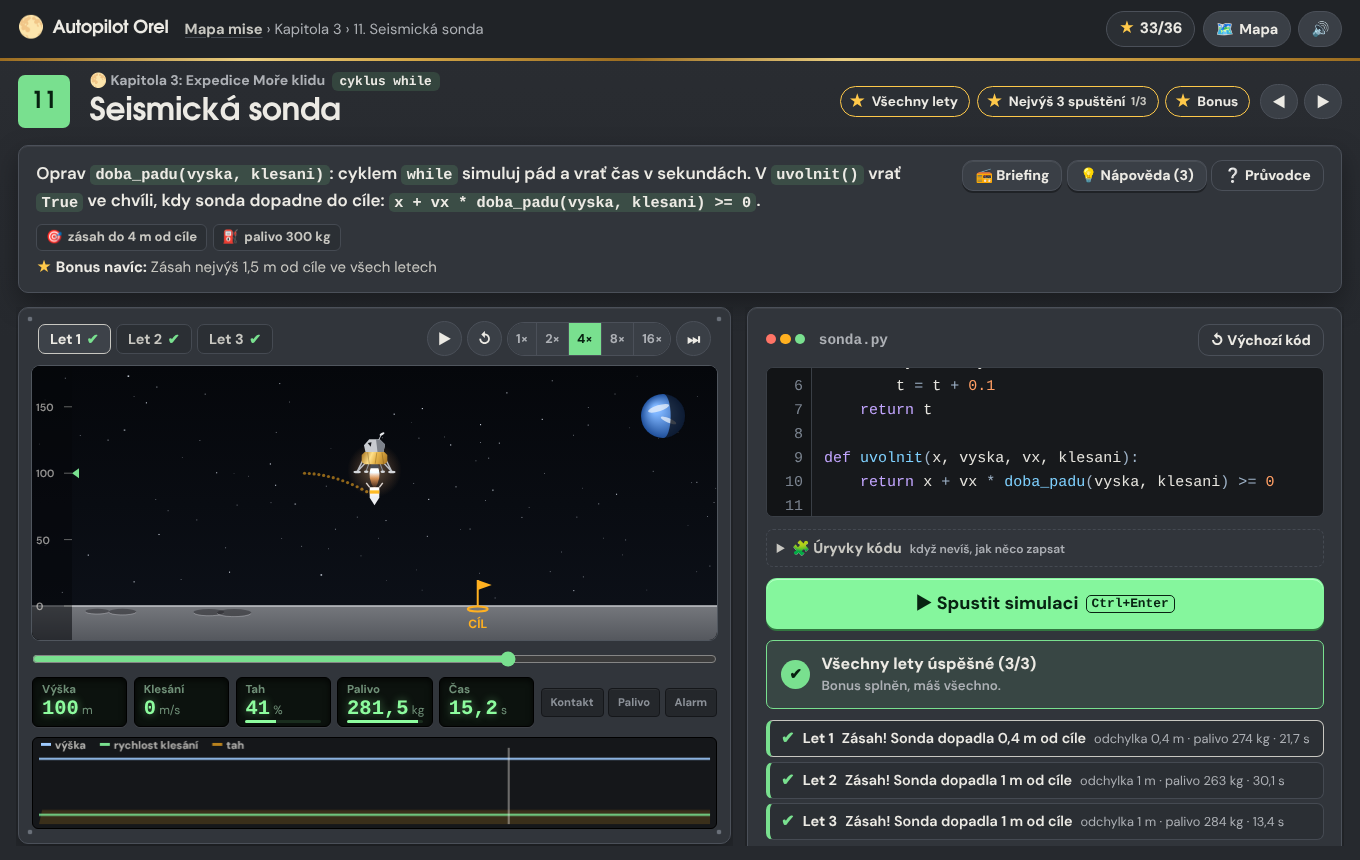 Autopilot Orel
Mapa mise › Kapitola 3 › 11. Seismická sonda
★ 33/36
Mapa
11
Kapitola 3: Expedice Moře klidu cyklus while
Seismická sonda
★ Všechny lety
★ Nejvýš 3 spuštění 1/3
★ Bonus
Oprav doba_padu(vyska, klesani): cyklem while simuluj pád a vrať čas v sekundách. V uvolnit() vrať
True ve chvíli, kdy sonda dopadne do cíle: x + vx * doba_padu(vyska, klesani) >= 0.
Briefing
Nápověda (3)
? Průvodce
zásah do 4 m od cíle
palivo 300 kg
★ Bonus navíc: Zásah nejvýš 1,5 m od cíle ve všech letech
Let 1 ✔
Let 2 ✔
Let 3 ✔
1×
2×
4×
8×
16×
150
100
50
0
CÍL
Výška
100 m
Klesání
0 m/s
Tah
41 %
Palivo
281,5 kg
Čas
15,2 s
Kontakt
Palivo
Alarm
výška
rychlost klesání
tah
sonda.py
↺ Výchozí kód
6 t = t + 0.1
7 return t
8
9 def uvolnit(x, vyska, vx, klesani):
10 return x + vx * doba_padu(vyska, klesani) >= 0
11
▶ Úryvky kódu když nevíš, jak něco zapsat
▶ Spustit simulaci Ctrl+Enter
✔ Všechny lety úspěšné (3/3)
Bonus splněn, máš všechno.
✔ Let 1 Zásah! Sonda dopadla 0,4 m od cíle odchylka 0,4 m · palivo 274 kg · 21,7 s
✔ Let 2 Zásah! Sonda dopadla 1 m od cíle odchylka 1 m · palivo 263 kg · 30,1 s
✔ Let 3 Zásah! Sonda dopadla 1 m od cíle odchylka 1 m · palivo 284 kg · 13,4 s